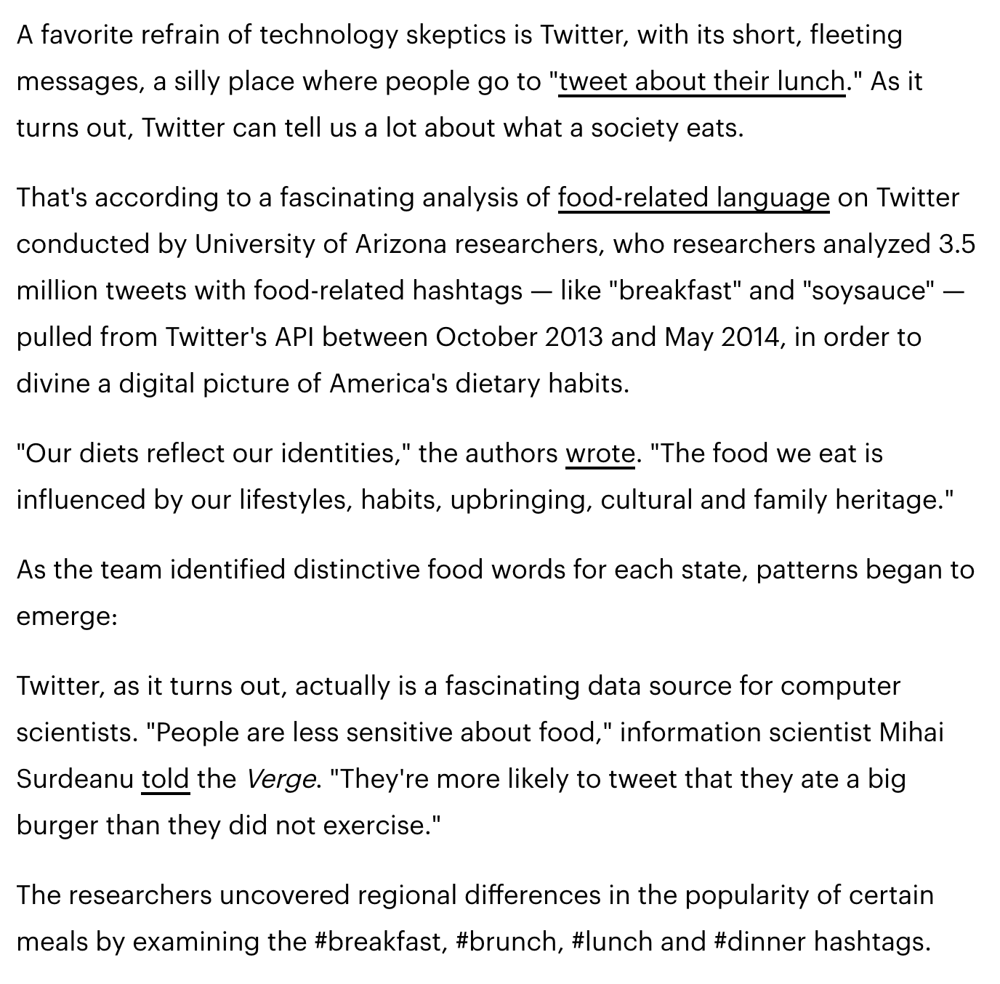 A favorite refrain of technology skeptics is Twitter, with its short, fleeting
messages, a silly place where people go to "tweet about their lunch." As it
turns out, Twitter can tell us a lot about what a society eats.
That's according to a fascinating analysis of food-related language on Twitter
conducted by University of Arizona researchers, who researchers analyzed 3.5
million tweets with food-related hashtags — like "breakfast" and "soysauce" —
pulled from Twitter's API between October 2013 and May 2014, in order to
divine a digital picture of America's dietary habits.
"Our diets reflect our identities," the authors wrote. "The food we eat is
influenced by our lifestyles, habits, upbringing, cultural and family heritage."
As the team identified distinctive food words for each state, patterns began to
emerge:
Twitter, as it turns out, actually is a fascinating data source for computer
scientists. "People are less sensitive about food," information scientist Mihai
Surdeanu told the Verge. "They're more likely to tweet that they ate a big
burger than they did not exercise."
The researchers uncovered regional differences in the popularity of certain
meals by examining the #breakfast, #brunch, #lunch and #dinner hashtags.